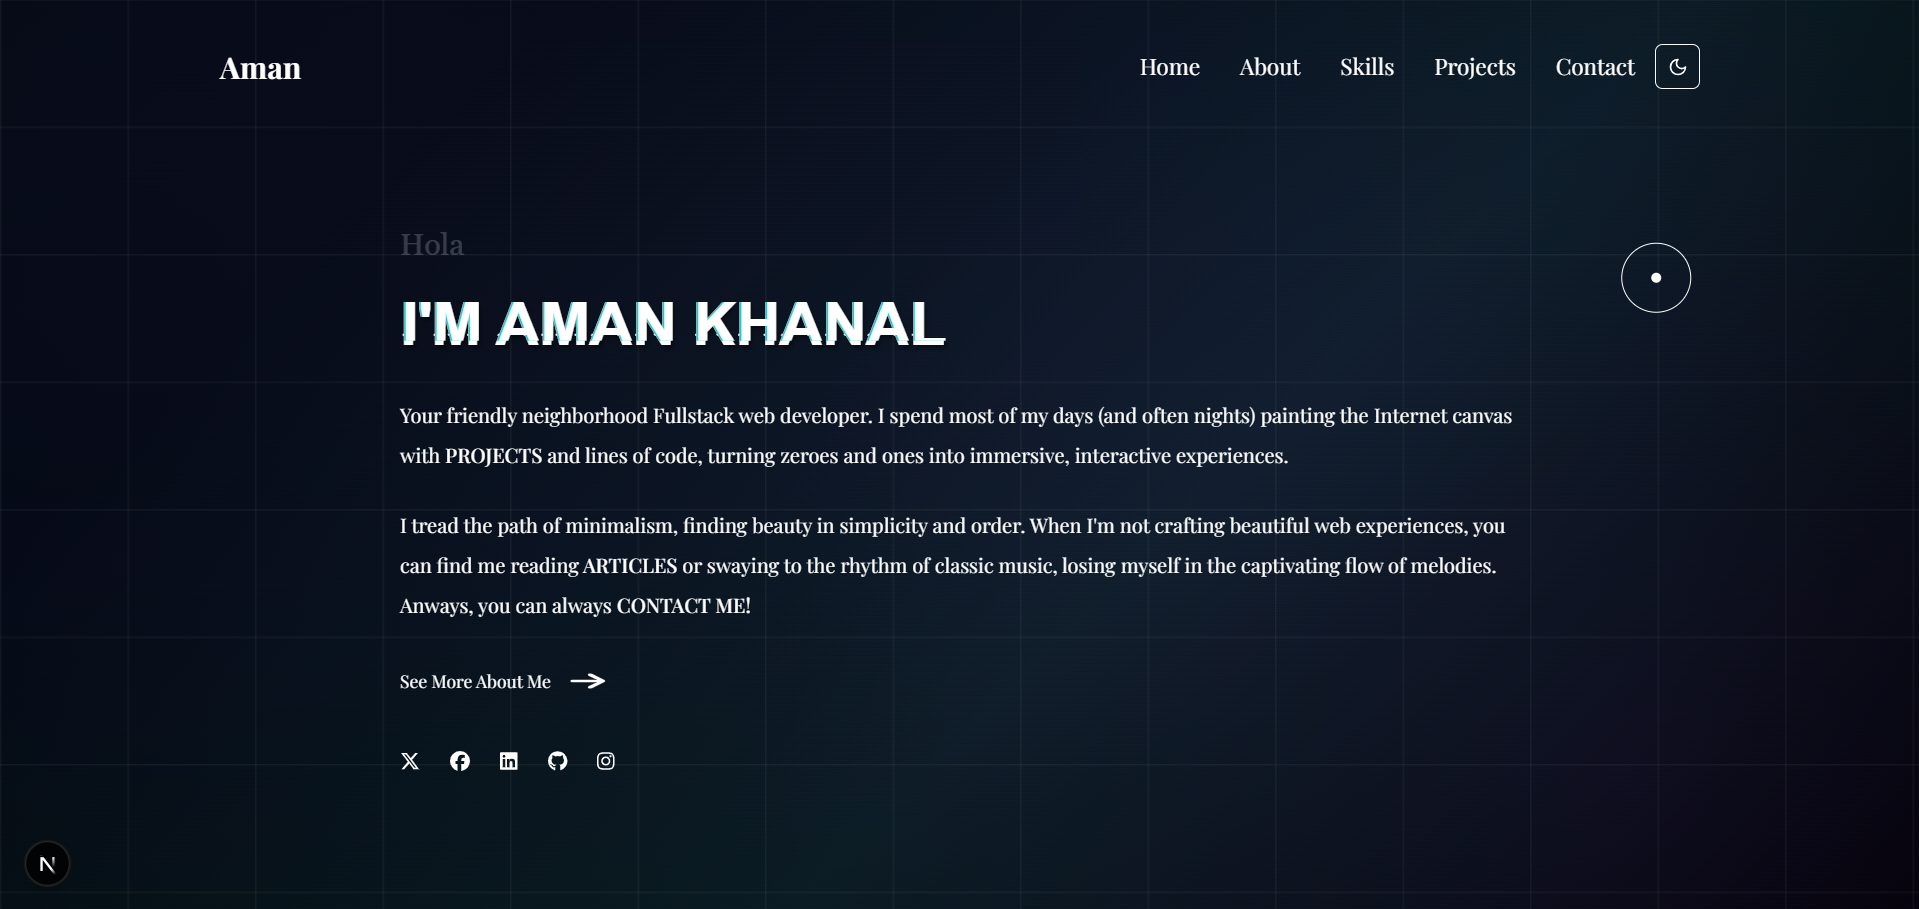 Aman
Home About Skills Projects Contact
Hola
I'M AMAN KHANAL
Your friendly neighborhood Fullstack web developer. I spend most of my days (and often nights) painting the Internet canvas
with PROJECTS and lines of code, turning zeroes and ones into immersive, interactive experiences.
I tread the path of minimalism, finding beauty in simplicity and order. When I'm not crafting beautiful web experiences, you
can find me reading ARTICLES or swaying to the rhythm of classic music, losing myself in the captivating flow of melodies.
Anways, you can always CONTACT ME!
See More About Me